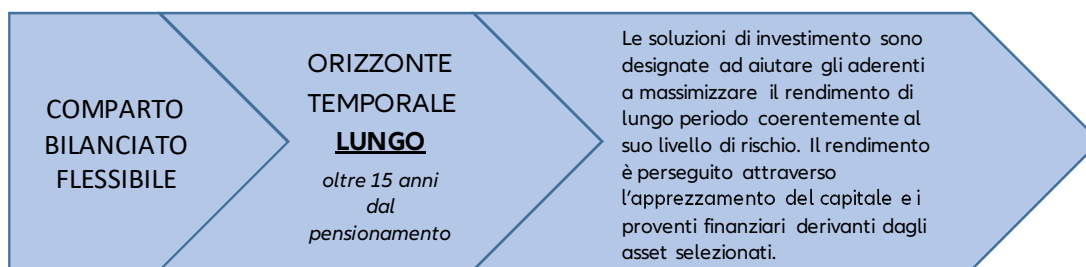 COMPARTO
BILANCIATO
FLESSIBILE
ORIZZONTE
TEMPORALE
LUNGO
oltre 15 anni
dal
pensionamento
Le soluzioni di investimento sono
designate ad aiutare gli aderenti
a massimizzare il rendimento di
lungo periodo coerentemente al
suo livello di rischio. Il rendimento
è perseguito attraverso
l'apprezzamento del capitale e i
proventi finanziari derivanti dagli
asset selezionati.